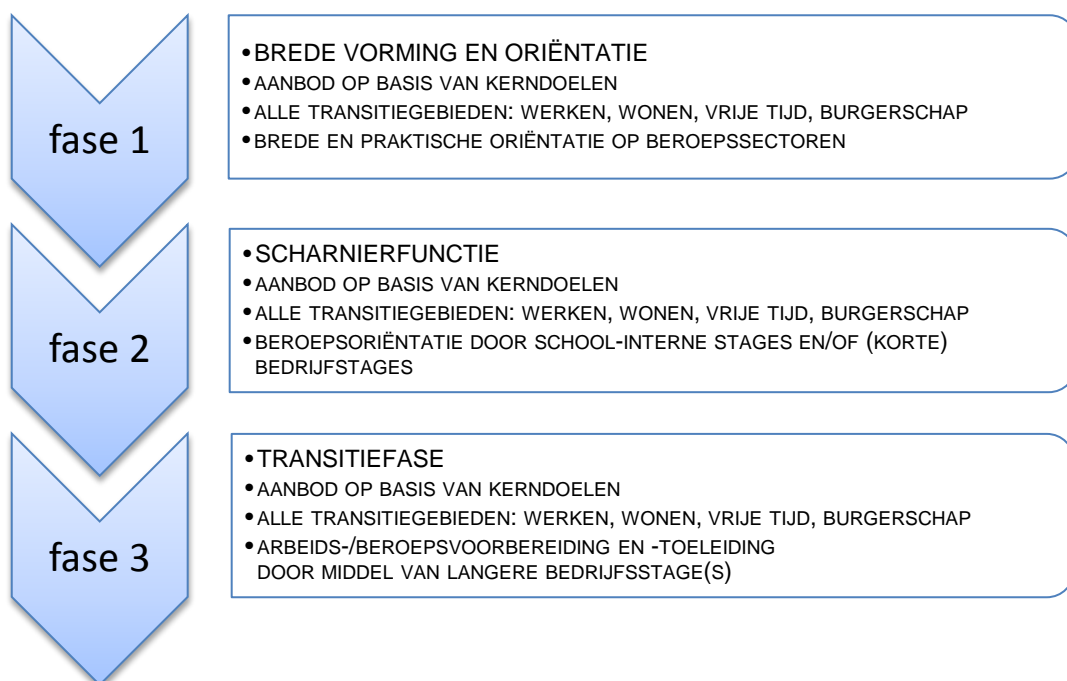 fase 1
• BREDE VORMING EN ORIËNTATIE
• AANBOD OP BASIS VAN KERNDOELEN
• ALLE TRANSITIEGEBIEDEN: WERKEN, WONEN, VRIJE TIJD, BURGERSCHAP
• BREDE EN PRAKTISCHE ORIËNTATIE OP BEROEPSSECTOREN
fase 2
• SCHARNIERFUNCTIE
• AANBOD OP BASIS VAN KERNDOELEN
• ALLE TRANSITIEGEBIEDEN: WERKEN, WONEN, VRIJE TIJD, BURGERSCHAP
• BEROEPSORIËNTATIE DOOR SCHOOL-INTERNE STAGES EN/OF (KORTE)
BEDRIJFSTAGES
fase 3
• TRANSITIEFASE
• AANBOD OP BASIS VAN KERNDOELEN
• ALLE TRANSITIEGEBIEDEN: WERKEN, WONEN, VRIJE TIJD, BURGERSCHAP
• ARBEIDS-/BEROEPSVOORBEREIDING EN -TOELEIDING
DOOR MIDDEL VAN LANGERE BEDRIJFSSTAGE(S)